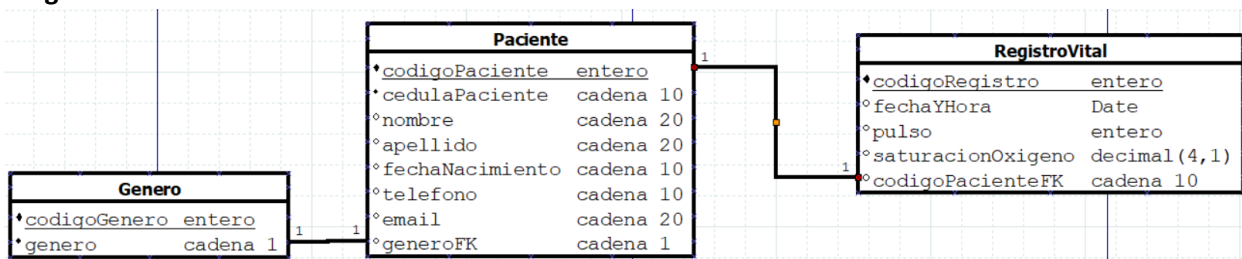 Paciente
codigoPaciente entero
cedulaPaciente cadena 10
nombre cadena 20
apellido cadena 20
fechaNacimiento cadena 10
telefono cadena 10
email cadena 20
generoFK cadena 1
1
RegistroVital
codigoRegistro entero
fechaYHora Date
pulso entero
saturacionOxigeno decimal(4,1)
codigoPacienteFK cadena 10
1
Genero
codigoGenero entero
genero cadena 1
1
1